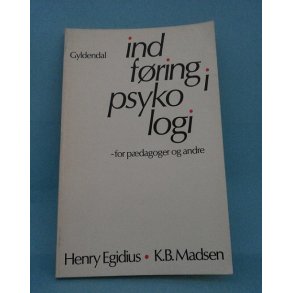 Gyldendal
ind
føring i
psyko
logi
-for pædagoger og andre
Henry Egidius • K.B. Madsen